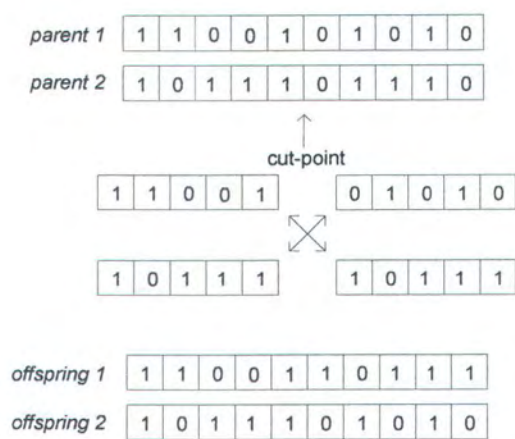 parent 1 1 1 0 0 1 0 1 0 1 0
parent 2 1 0 1 1 1 0 1 1 1 0
cut-point
1 1 0 0 1 0 1 0 1 0
1 0 1 1 1 1 0 1 1 1
offspring 1 1 1 0 0 1 1 0 1 1 1
offspring 2 1 0 1 1 1 0 1 0 1 0